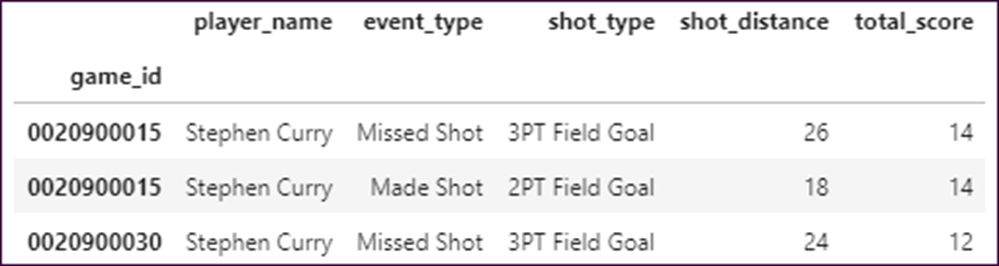 player_name event_type shot_type shot_distance total_score
game_id
0020900015 Stephen Curry Missed Shot 3PT Field Goal 26 14
0020900015 Stephen Curry Made Shot 2PT Field Goal 18 14
0020900030 Stephen Curry Missed Shot 3PT Field Goal 24 12